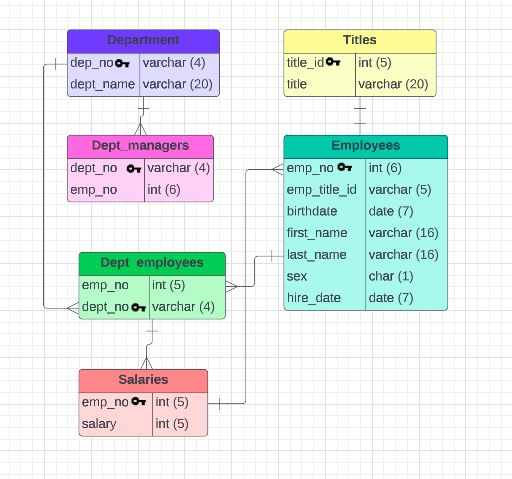 Department
dep_no varchar (4)
dept_name varchar (20)
Titles
title_id int (5)
title varchar (20)
Dept_managers
dept_no varchar (4)
emp_no int (6)
Employees
emp_no int (6)
emp_title_id varchar (5)
birthdate date (7)
first_name varchar (16)
last_name varchar (16)
sex char (1)
hire_date date (7)
Dept_employees
emp_no int (5)
dept_no varchar (4)
Salaries
emp_no int (5)
salary int (5)